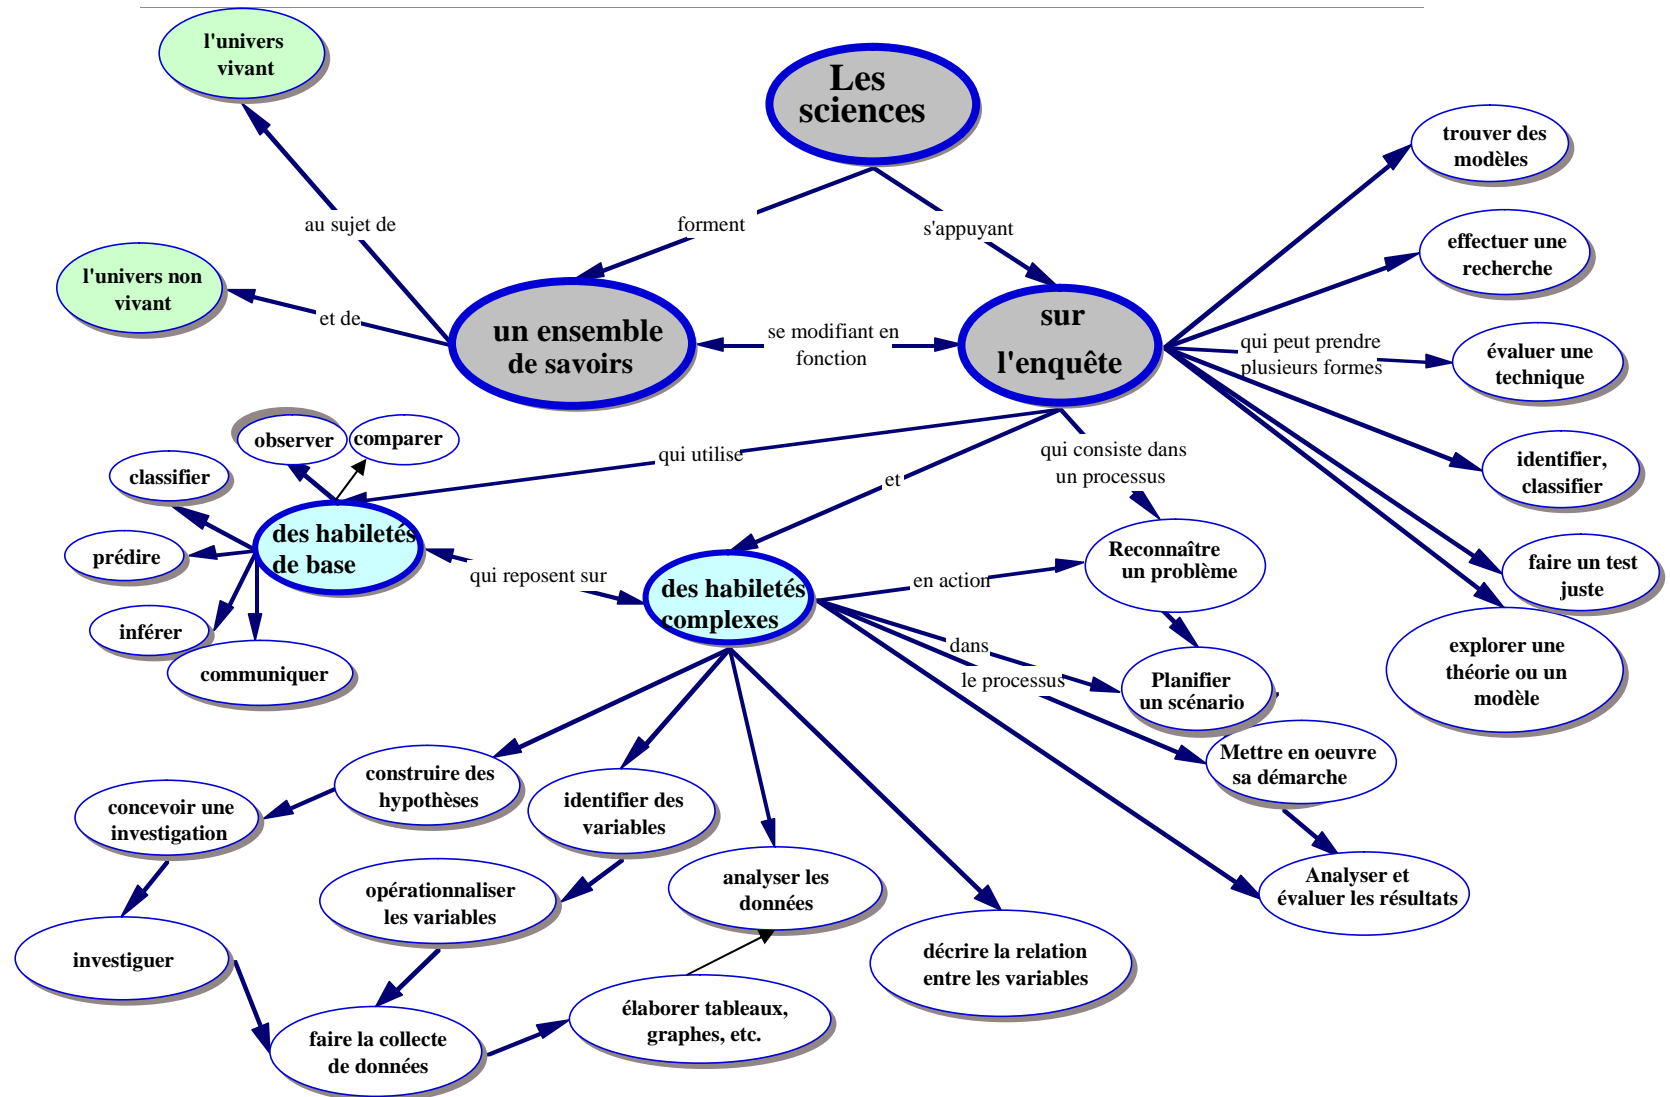 l'univers
vivant
Les
sciences
trouver des
modèles
au sujet de
forment
s'appuyant
effectuer une
recherche
l'univers non
vivant
et de
un ensemble
de savoirs
se modifiant en
fonction
sur
l'enquête
qui peut prendre
plusieurs formes
évaluer une
technique
observer
comparer
classifier
qui utilise
et
qui consiste dans
un processus
identifier,
classifier
prédire
des habiletés
de base
inférer
communiquer
qui reposent sur
des habiletés
complexes
en action
Reconnaître
un problème
faire un test
juste
dans
le processus
Planifier
un scénario
explorer une
théorie ou un
modèle
Mettre en oeuvre
sa démarche
construire des
hypothèses
concevoir une
investigation
identifier des
variables
opérationnaliser
les variables
analyser les
données
Analyser et
évaluer les résultats
investiguer
décrire la relation
entre les variables
faire la collecte
de données
élaborer tableaux,
graphes, etc.